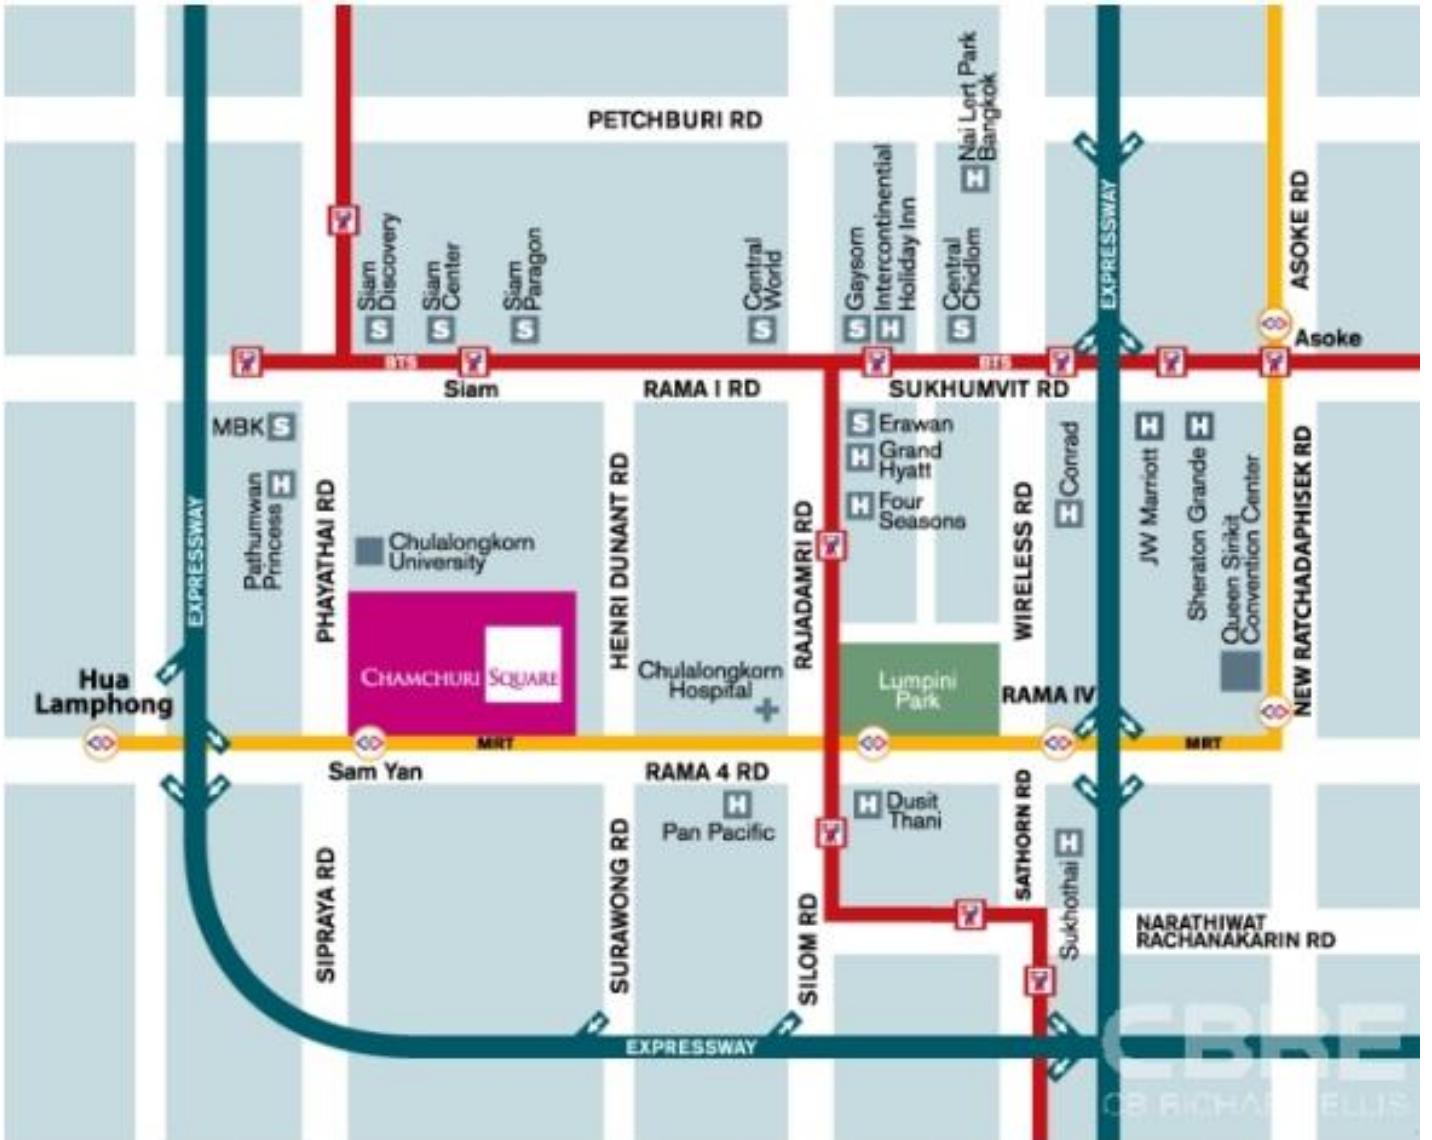 PETCHBURI RD
Nai Lert Park
Bangkok
H
EXPRESSWAY
ASOKE RD
Siam
Discovery
S
Siam
Center
S
Siam
Paragon
S
Central
World
S
Gaysorn
S
Intercontinental
Holiday Inn
H
Central
Chidlom
S
Asoke
BTS
BTS
Siam
RAMA I RD
SUKHUMVIT RD
MBK S
Pathumwan
Princess
H
EXPRESSWAY
PHAYATHAI RD
Chulalongkorn
University
HENRI DUNANT RD
RAJADAMRI RD
S Erawan
H Grand
Hyatt
H Four
Seasons
WIRELESS RD
Conrad
H
JW Marriott
H
Sheraton Grande
H
Queen Sirikit
Convention Center
NEW RATCHADAPHISEK RD
CHAMCHURI SQUARE
Chulalongkorn
Hospital
Lumpini
Park
RAMA IV
Hua
Lamphong
MRT
MRT
Sam Yan
RAMA 4 RD
H
Pan Pacific
H Dusit
Thani
SATHORN RD
H
Sukhothai
SIPRAYA RD
SURAWONG RD
SILOM RD
NARATHIWAT
RACHANAKARIN RD
EXPRESSWAY
CBRE
CB RICHARD ELLIS